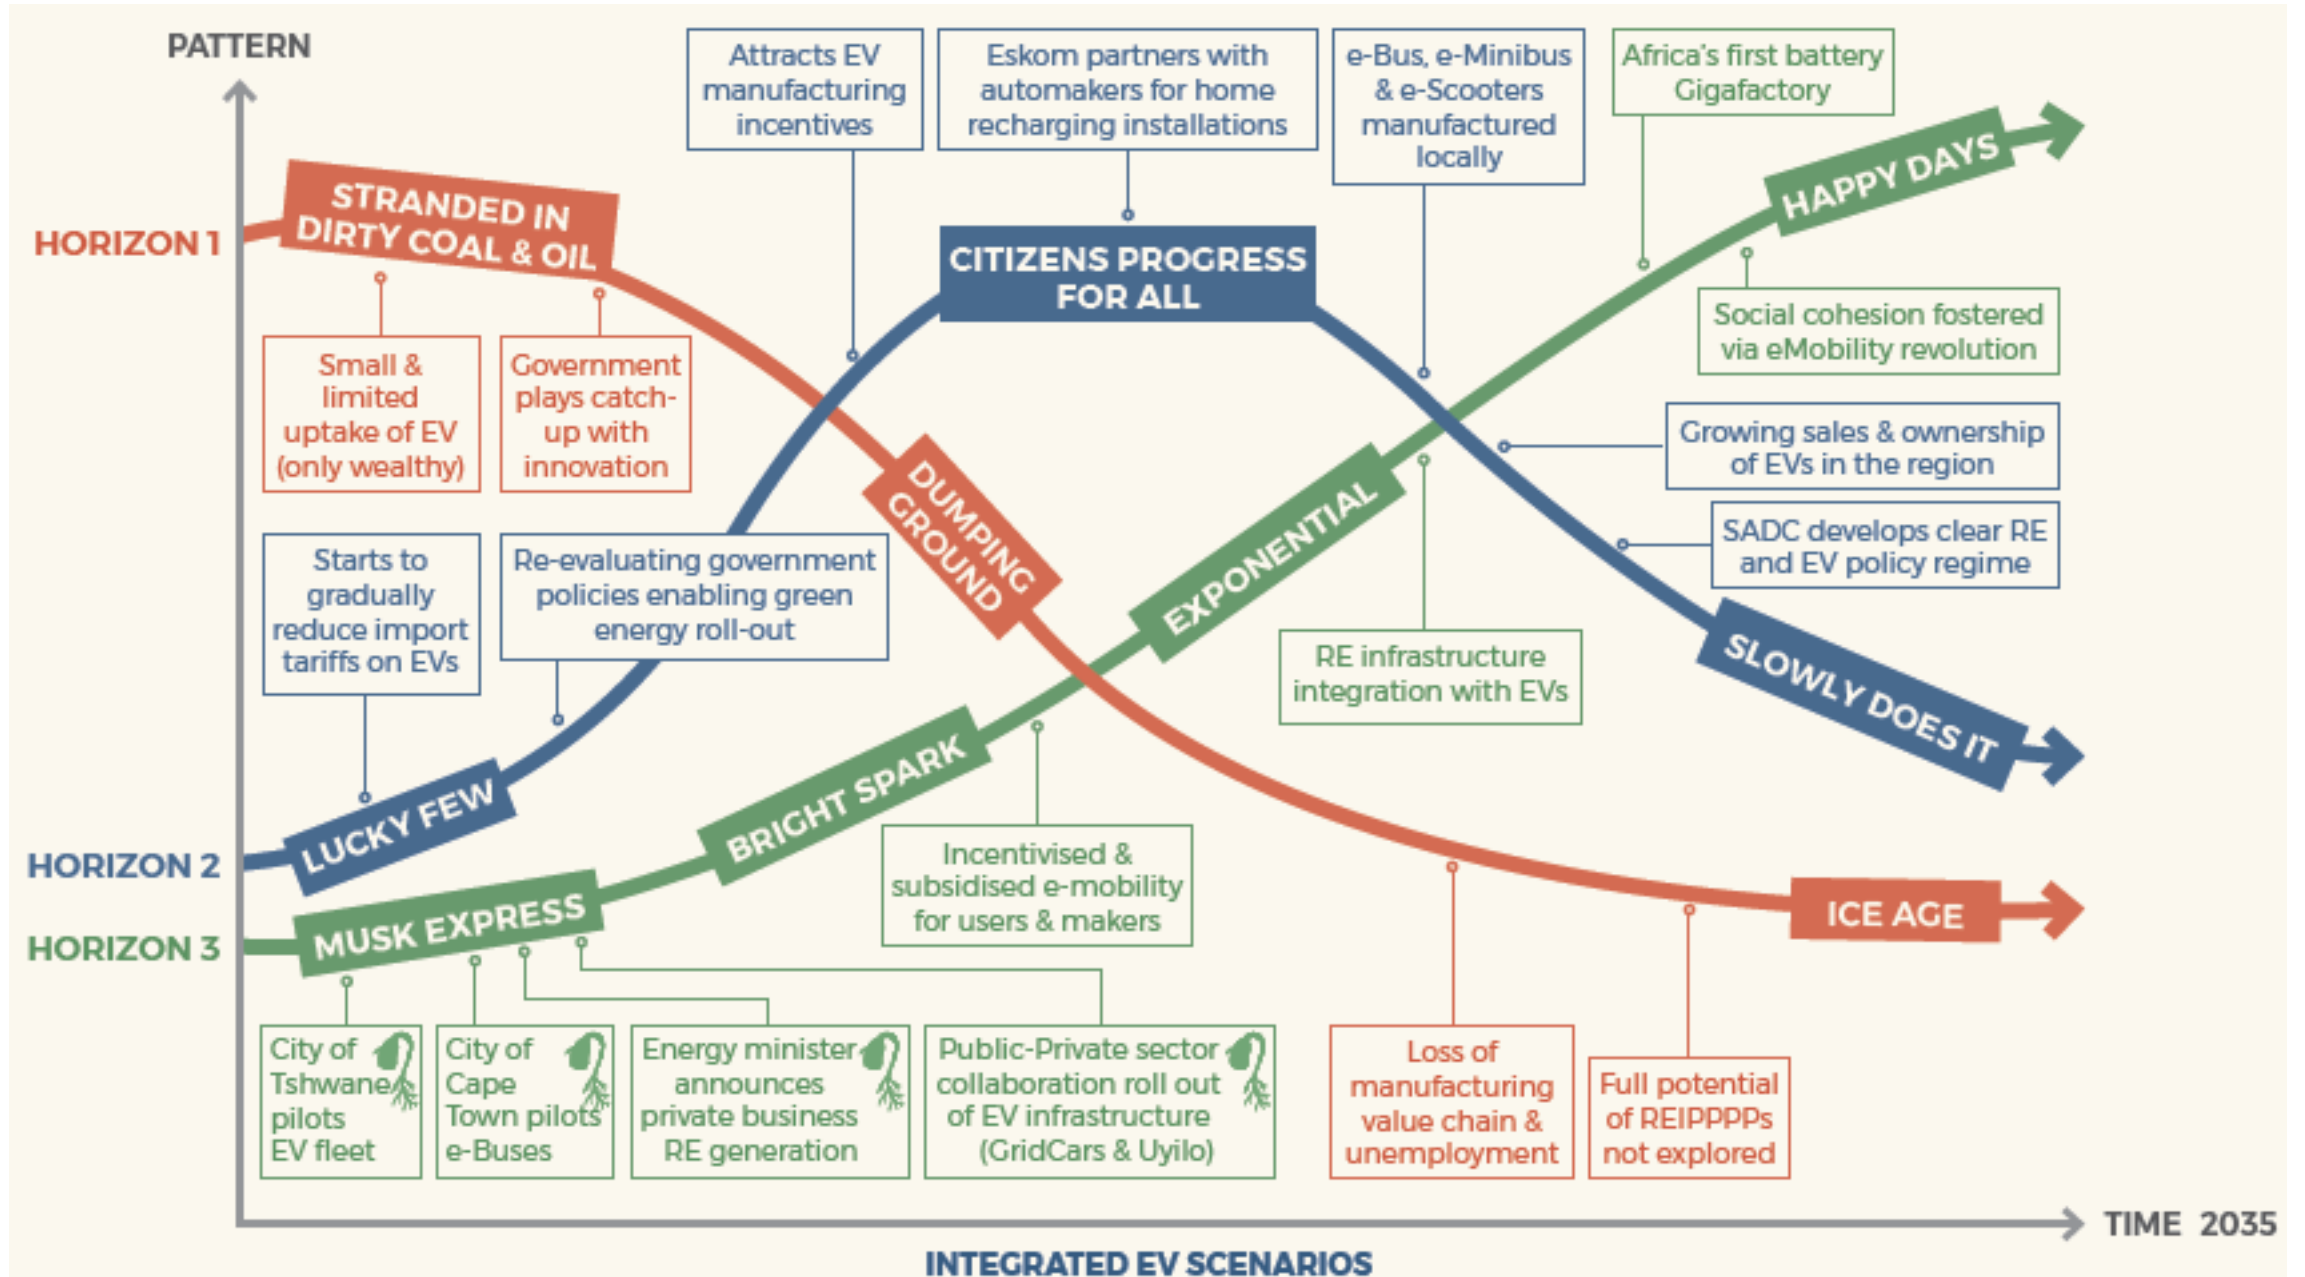 PATTERN
Attracts EV
manufacturing
incentives
Eskom partners with
automakers for home
recharging installations
e-Bus, e-Minibus
& e-Scooters
manufactured
locally
Africa's first battery
Gigafactory
HORIZON 1
STRANDED IN
DIRTY COAL & OIL
CITIZENS PROGRESS
FOR ALL
HAPPY DAYS
Small &
limited
uptake of EV
(only wealthy)
Government
plays catch-
up with
innovation
Social cohesion fostered
via eMobility revolution
Growing sales & ownership
of EVs in the region
SADC develops clear RE
and EV policy regime
Starts to
gradually
reduce import
tariffs on EVs
Re-evaluating government
policies enabling green
energy roll-out
DUMPING
GROUND
EXPONENTIAL
RE infrastructure
integration with EVs
SLOWLY DOES IT
HORIZON 2
LUCKY FEW
BRIGHT SPARK
Incentivised &
subsidised e-mobility
for users & makers
HORIZON 3
MUSK EXPRESS
ICE AGE
City of
Tshwane
pilots
EV fleet
City of
Cape
Town pilots
e-Buses
Energy minister
announces
private business
RE generation
Public-Private sector
collaboration roll out
of EV infrastructure
(GridCars & Uyilo)
Loss of
manufacturing
value chain &
unemployment
Full potential
of REIPPPPs
not explored
TIME 2035
INTEGRATED EV SCENARIOS